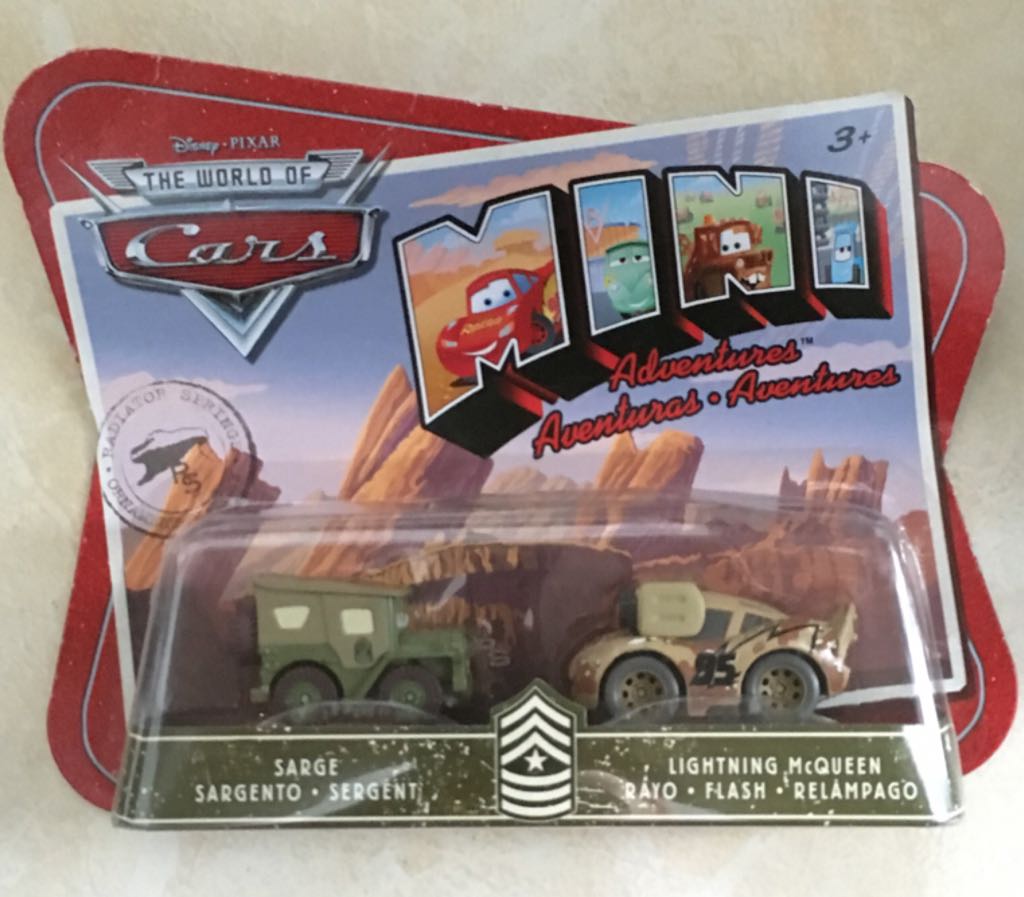 Disney • PIXAR
THE WORLD OF
Cars
3+
MINI
Adventures™
Aventuras • Aventures
RADIATOR SPRINGS
RS
95
SARGE
SARGENTO • SERGENT
LIGHTNING McQUEEN
RAYO • FLASH • RELÁMPAGO